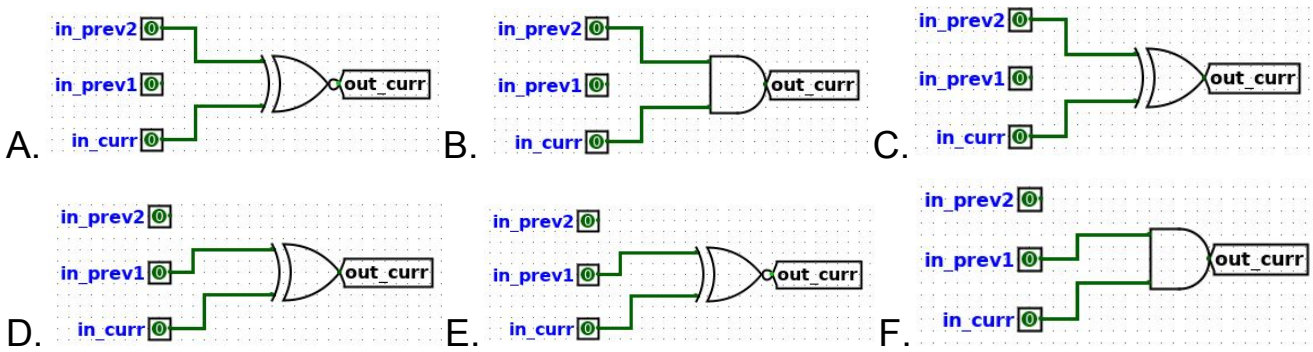 in_prev2 0
in_prev1 0
out_curr
in_curr 0
A.
in_prev2 0
in_prev1 0
out_curr
in_curr 0
B.
in_prev2 0
in_prev1 0
out_curr
in_curr 0
C.
in_prev2 0
in_prev1 0
out_curr
in_curr 0
D.
in_prev2 0
in_prev1 0
out_curr
in_curr 0
E.
in_prev2 0
in_prev1 0
out_curr
in_curr 0
F.